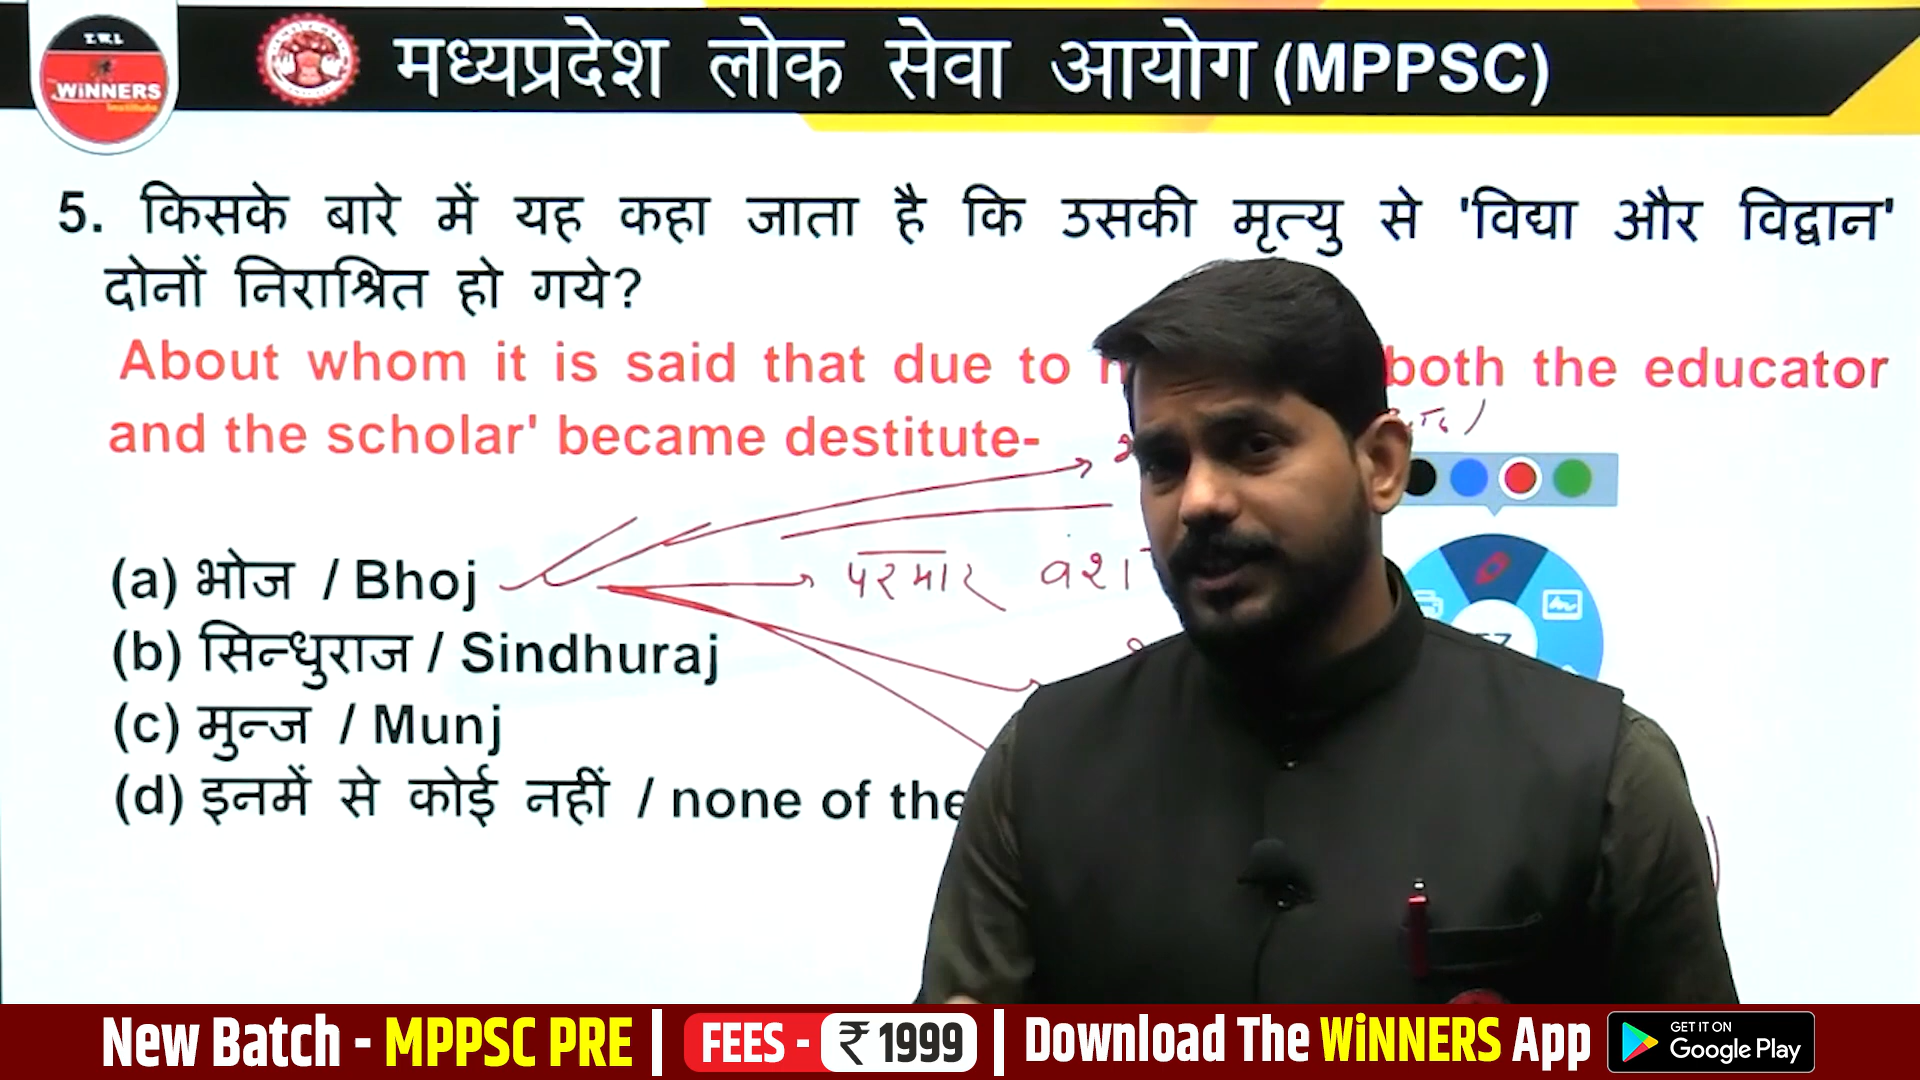 T.W.I.
WiNNERS
Institute
मध्यप्रदेश लोक सेवा आयोग (MPPSC)
5. किसके बारे में यह कहा जाता है कि उसकी मृत्यु से 'विद्या और विद्वान'
दोनों निराश्रित हो गये?
About whom it is said that due to both the educator
and the scholar' became destitute-
(a) भोज / Bhoj
परमार वंश
(b) सिन्धुराज / Sindhuraj
(c) मुन्ज / Munj
(d) इनमें से कोई नहीं / none of the
New Batch - MPPSC PRE | FEES - ₹ 1999 | Download The WiNNERS App
GET IT ON
Google Play